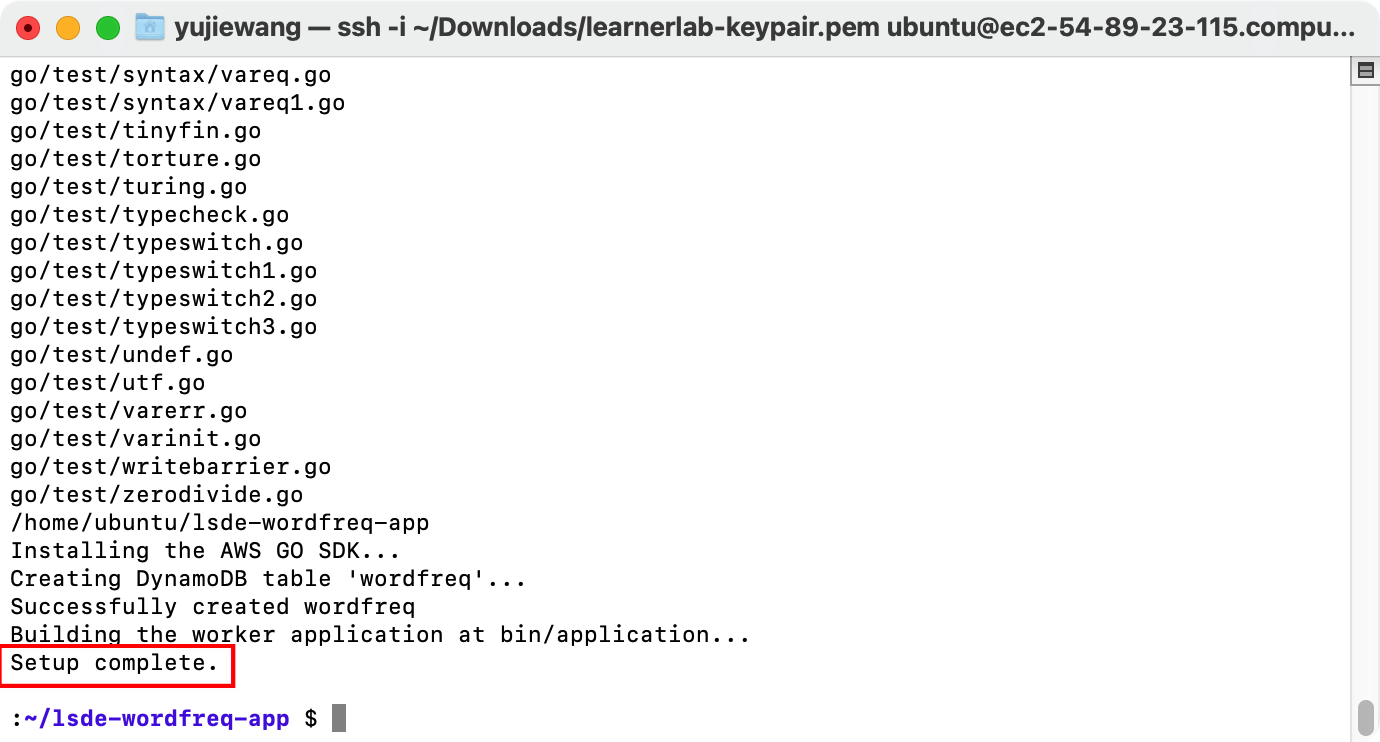 yujiewang — ssh -i ~/Downloads/learnerlab-keypair.pem ubuntu@ec2-54-89-23-115.compu...
go/test/syntax/vareq.go
go/test/syntax/vareq1.go
go/test/tinyfin.go
go/test/torture.go
go/test/turing.go
go/test/typecheck.go
go/test/typeswitch.go
go/test/typeswitch1.go
go/test/typeswitch2.go
go/test/typeswitch3.go
go/test/undef.go
go/test/utf.go
go/test/varerr.go
go/test/varinit.go
go/test/writebarrier.go
go/test/zerodivide.go
/home/ubuntu/lsde-wordfreq-app
Installing the AWS GO SDK...
Creating DynamoDB table 'wordfreq'...
Successfully created wordfreq
Building the worker application at bin/application...
Setup complete.
:~/lsde-wordfreq-app $